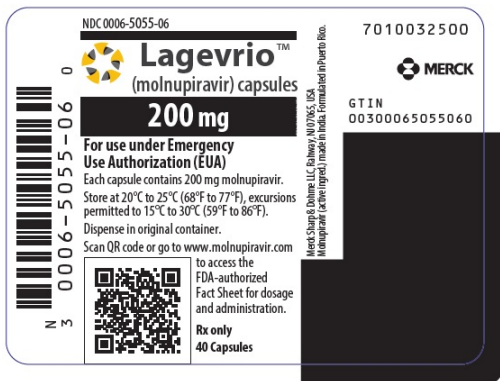 NDC 0006-5055-06
Lagevrio™
(molnupiravir) capsules
200 mg
For use under Emergency
Use Authorization (EUA)
Each capsule contains 200 mg molnupiravir.
Store at 20°C to 25°C (68°F to 77°F), excursions
permitted to 15°C to 30°C (59°F to 86°F).
Dispense in original container.
Scan QR code or go to www.molnupiravir.com
to access the
FDA-authorized
Fact Sheet for dosage
and administration.
Rx only
40 Capsules
N
3 0006-5055-06 0
Merck Sharp & Dohme LLC, Rahway, NJ 07065, USA
Molnupiravir (active ingred.) made in India. Formulated in Puerto Rico.
7010032500
MERCK
GTIN
00300065055060